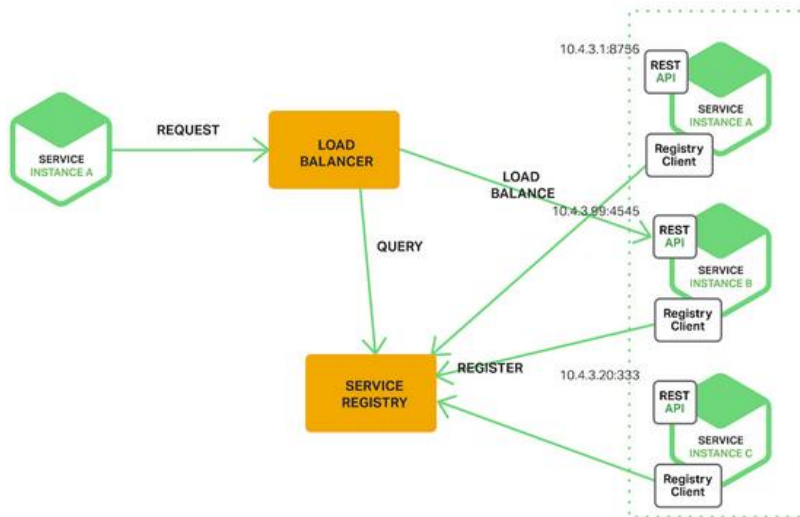 10.4.3.1:8756
REST
API
SERVICE
INSTANCE A
Registry
Client
SERVICE
INSTANCE A
REQUEST
LOAD
BALANCER
LOAD
BALANCE
10.4.3.99:4545
REST
API
SERVICE
INSTANCE B
Registry
Client
QUERY
SERVICE
REGISTRY
REGISTER
10.4.3.20:333
REST
API
SERVICE
INSTANCE C
Registry
Client